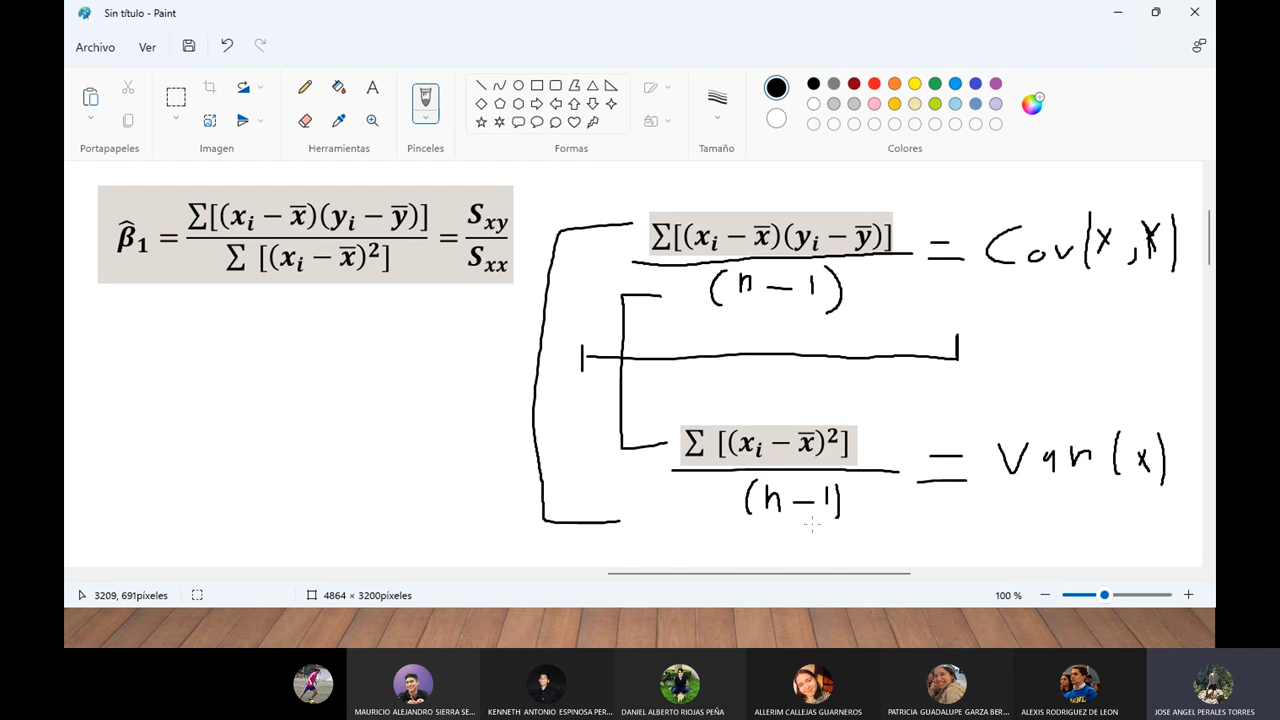 Sin título - Paint
Archivo Ver
Portapapeles Imagen Herramientas Pinceles Formas Tamaño Colores
β̂₁ = ∑[(xᵢ − x̄)(yᵢ − ȳ)] / ∑ [(xᵢ − x̄)²] = Sxy / Sxx
∑[(xᵢ − x̄)(yᵢ − ȳ)] / (n − 1) = Cov(x, Y)
∑ [(xᵢ − x̄)²] / (n − 1) = Var(x)
3209, 691píxeles 4864 × 3200píxeles 100 %
MAURICIO ALEJANDRO SIERRA SE... KENNETH ANTONIO ESPINOSA PER... DANIEL ALBERTO RIOJAS PEÑA ALLERIM CALLEJAS GUARNEROS PATRICIA GUADALUPE GARZA BER... ALEXIS RODRIGUEZ DE LEON JOSE ANGEL PERALES TORRES